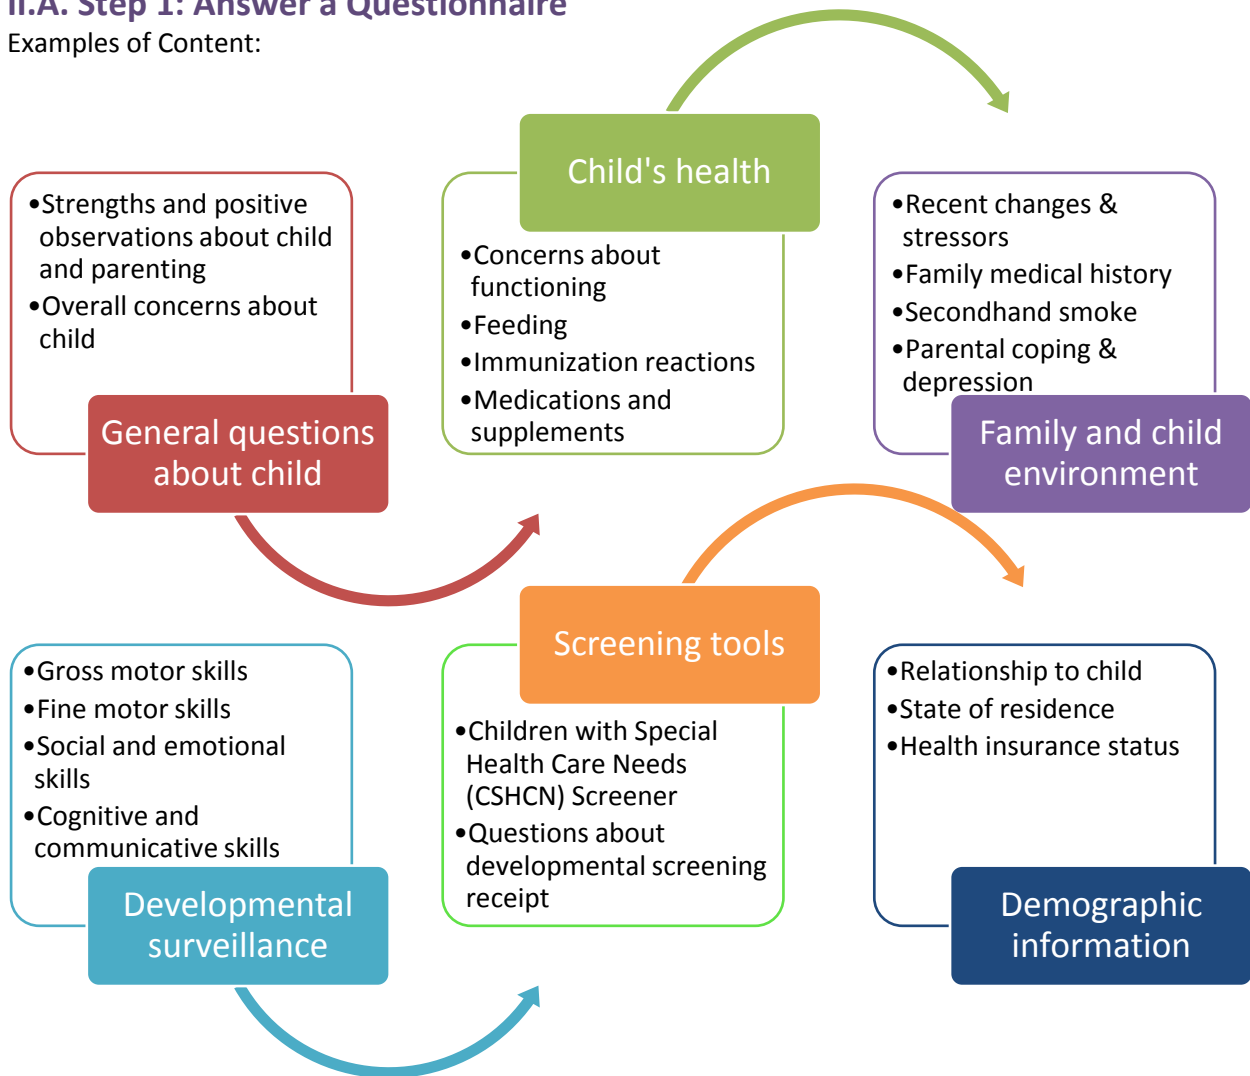 II.A. Step 1: Answer a Questionnaire
Examples of Content:
•Strengths and positive
observations about child
and parenting
•Overall concerns about
child
General questions
about child
Child's health
•Concerns about
functioning
•Feeding
•Immunization reactions
•Medications and
supplements
•Recent changes &
stressors
•Family medical history
•Secondhand smoke
•Parental coping &
depression
Family and child
environment
•Gross motor skills
•Fine motor skills
•Social and emotional
skills
•Cognitive and
communicative skills
Developmental
surveillance
Screening tools
•Children with Special
Health Care Needs
(CSHCN) Screener
•Questions about
developmental screening
receipt
•Relationship to child
•State of residence
•Health insurance status
Demographic
information